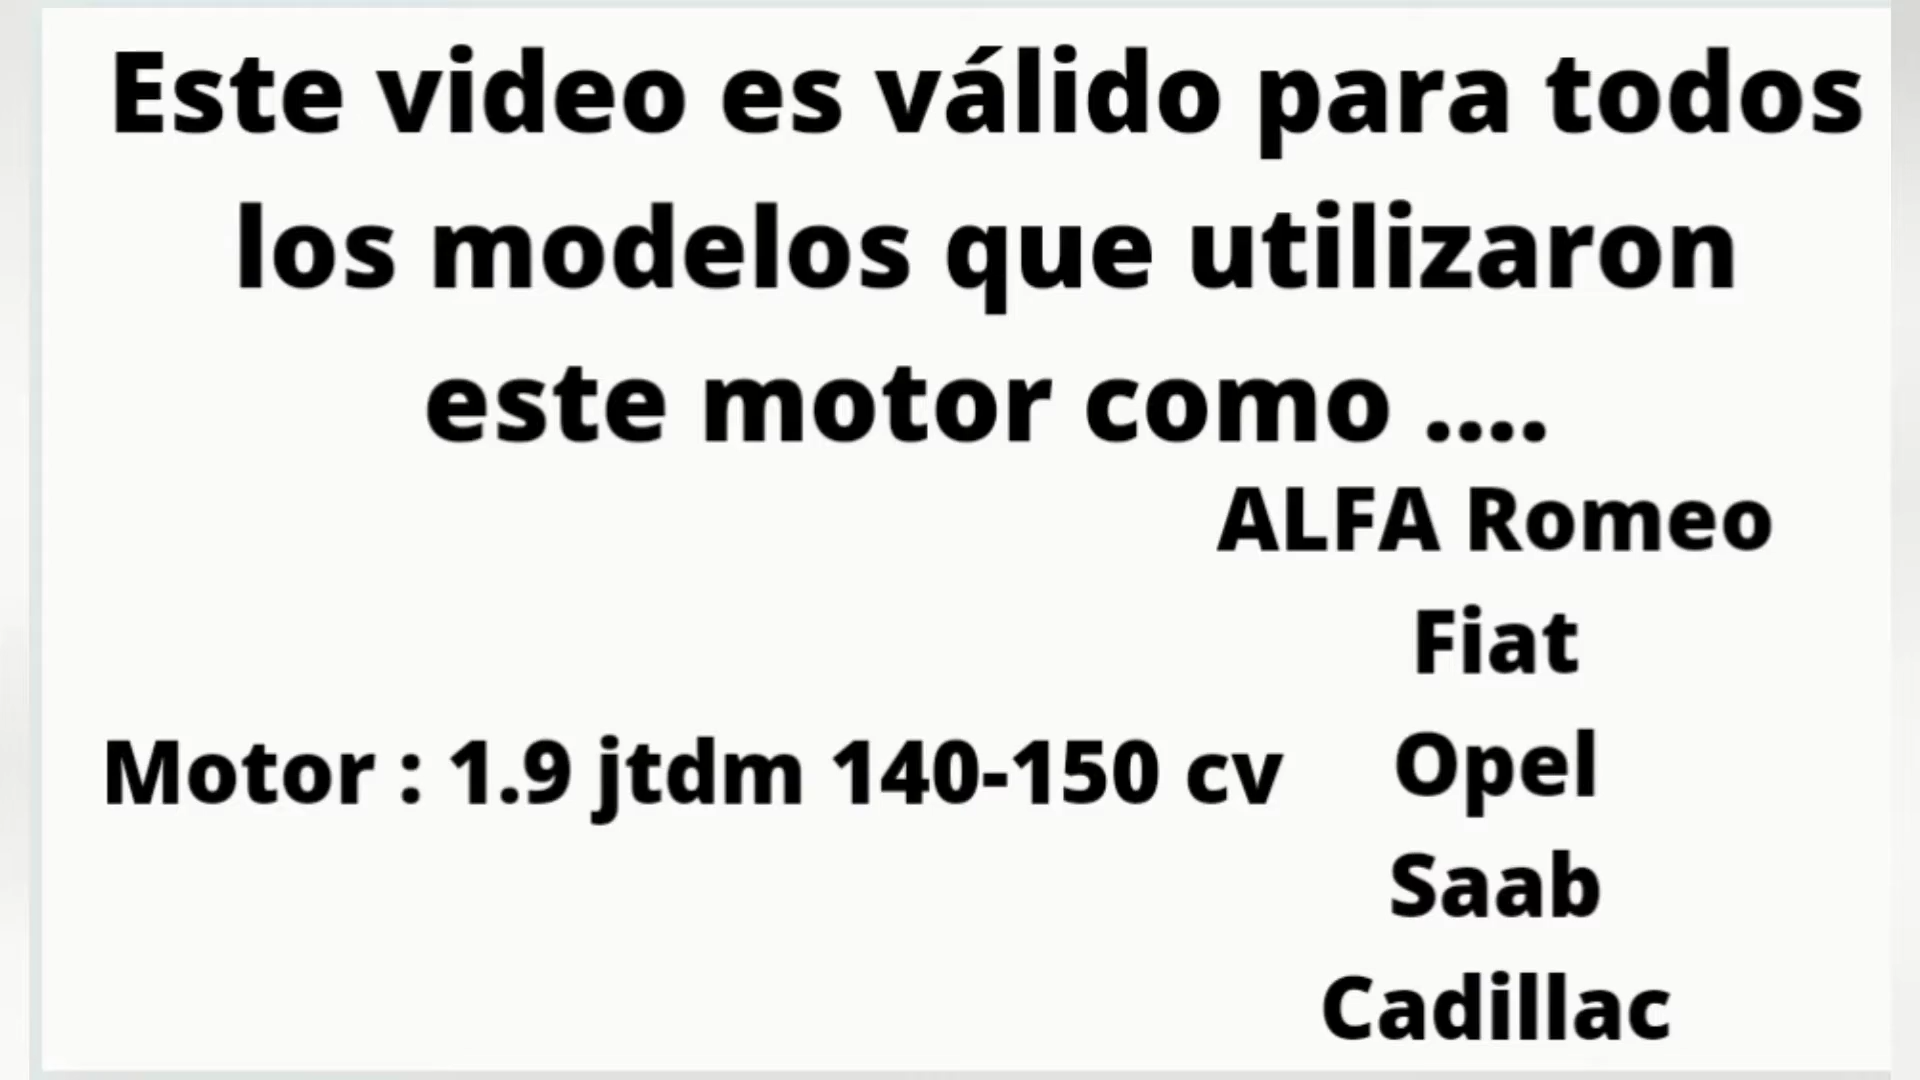 Este video es válido para todos
los modelos que utilizaron
este motor como ....
ALFA Romeo
Fiat
Motor : 1.9 jtdm 140-150 cv
Opel
Saab
Cadillac